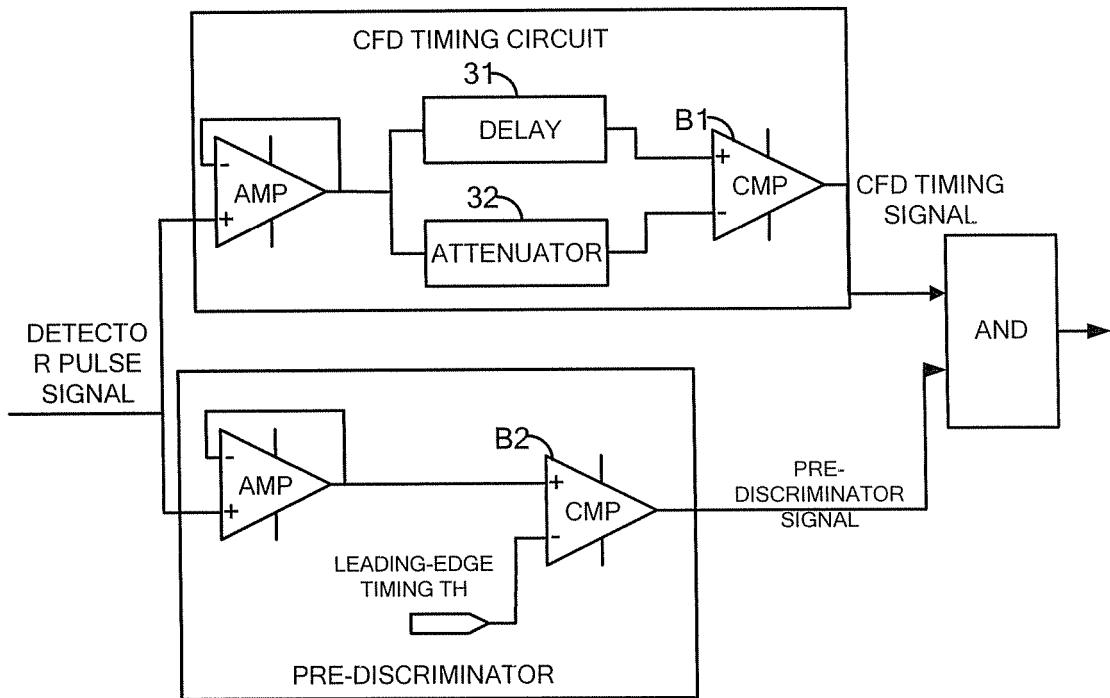 CFD TIMING CIRCUIT
31
DELAY
B1
-
AMP
+
+
CMP
-
32
ATTENUATOR
CFD TIMING
SIGNAL
AND
DETECTO
R PULSE
SIGNAL
-
AMP
+
B2
+
CMP
-
PRE-
DISCRIMINATOR
SIGNAL
LEADING-EDGE
TIMING TH
PRE-DISCRIMINATOR